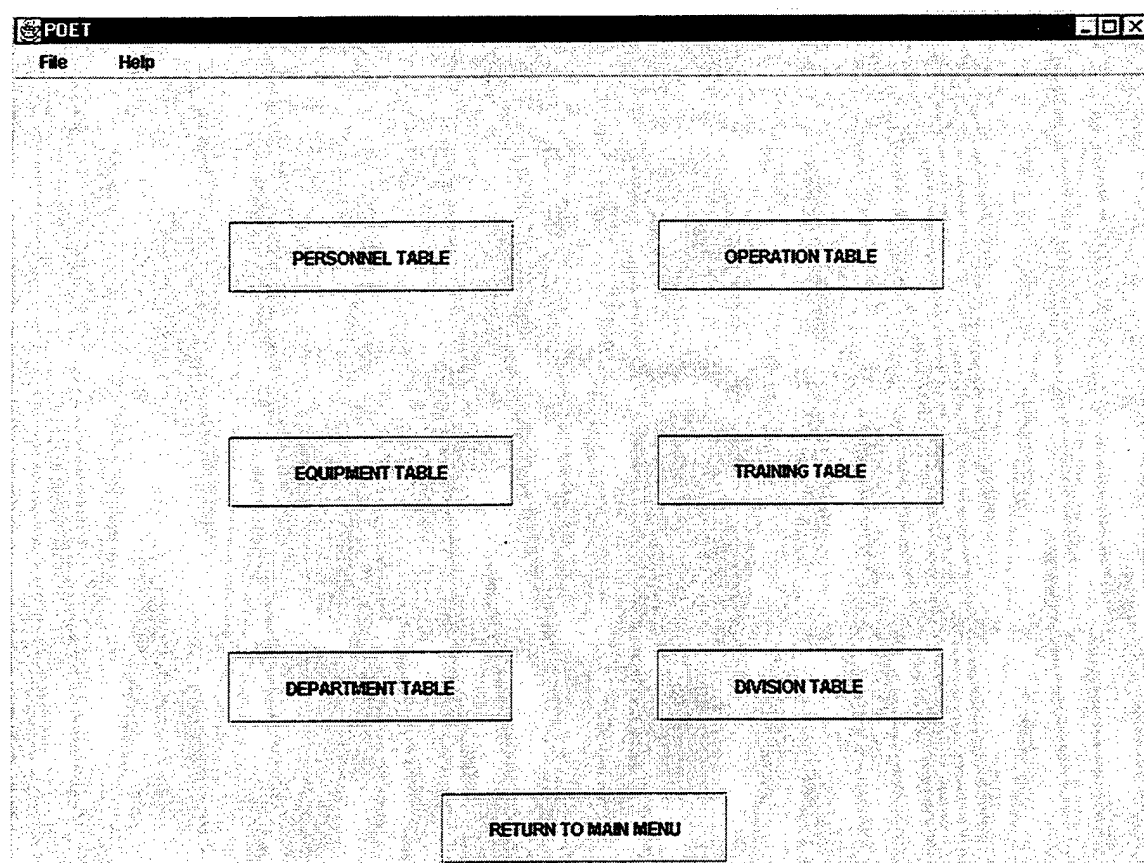 POET
File Help
PERSONNEL TABLE OPERATION TABLE
EQUIPMENT TABLE TRAINING TABLE
DEPARTMENT TABLE DIVISION TABLE
RETURN TO MAIN MENU